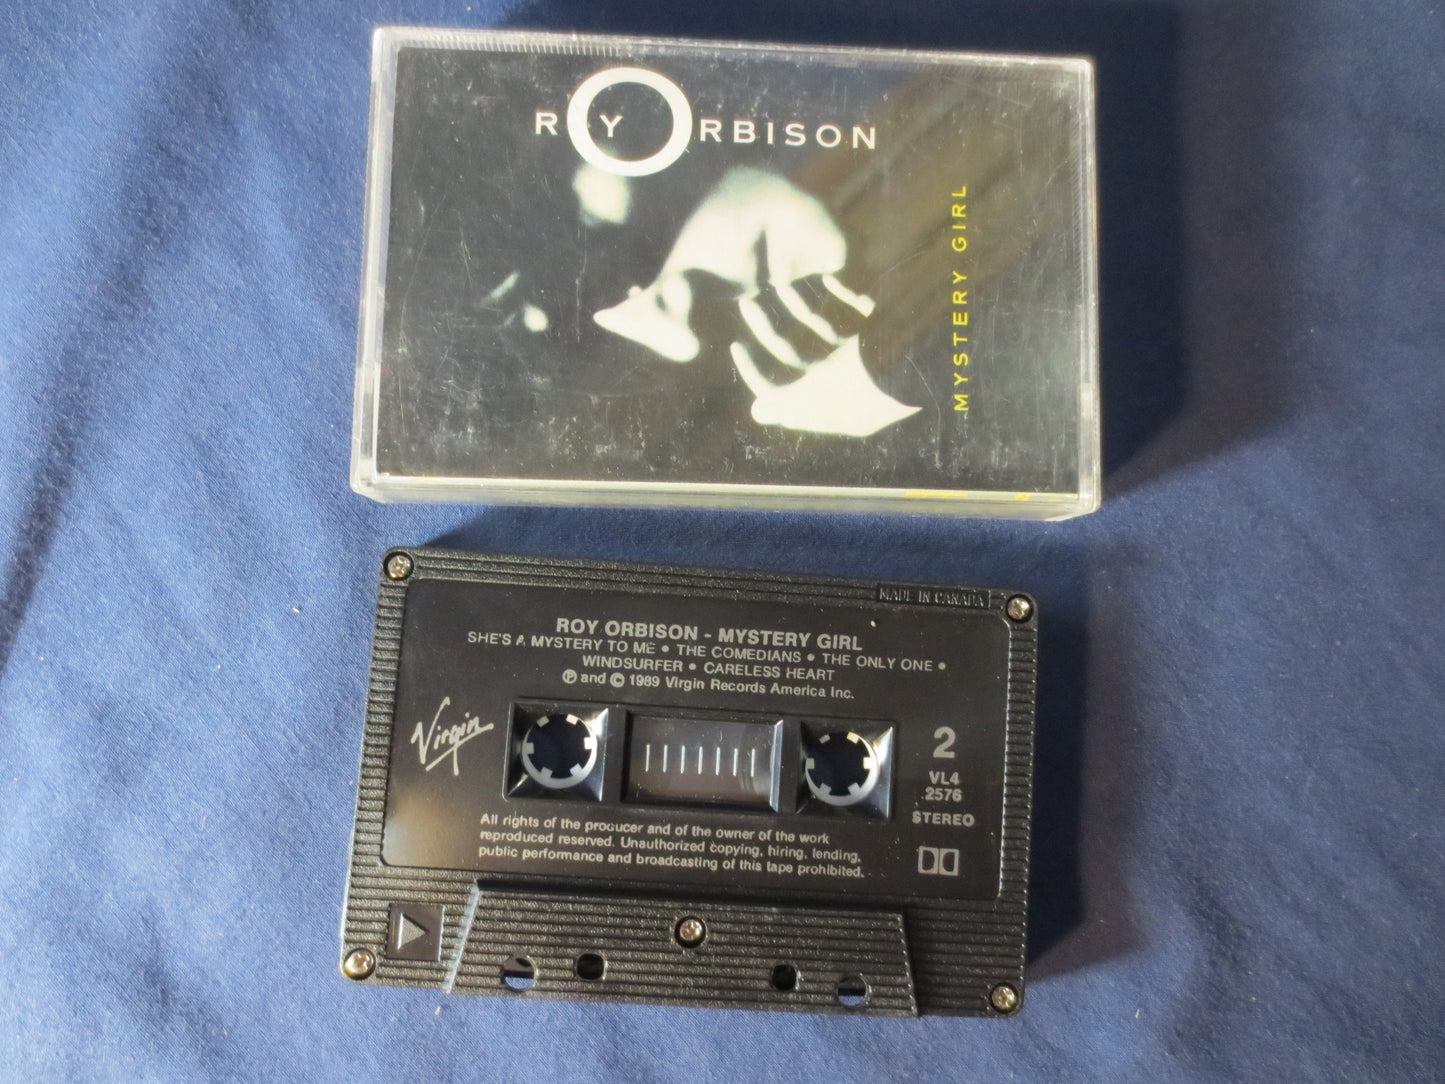 ROY ORBISON
MYSTERY GIRL
MADE IN CANADA
ROY ORBISON - MYSTERY GIRL
SHE'S A MYSTERY TO ME • THE COMEDIANS • THE ONLY ONE •
WINDSURFER • CARELESS HEART
℗ and © 1989 Virgin Records America Inc.
Virgin
2
VL4
2576
STEREO
All rights of the producer and of the owner of the work
reproduced reserved. Unauthorized copying, hiring, lending,
public performance and broadcasting of this tape prohibited.